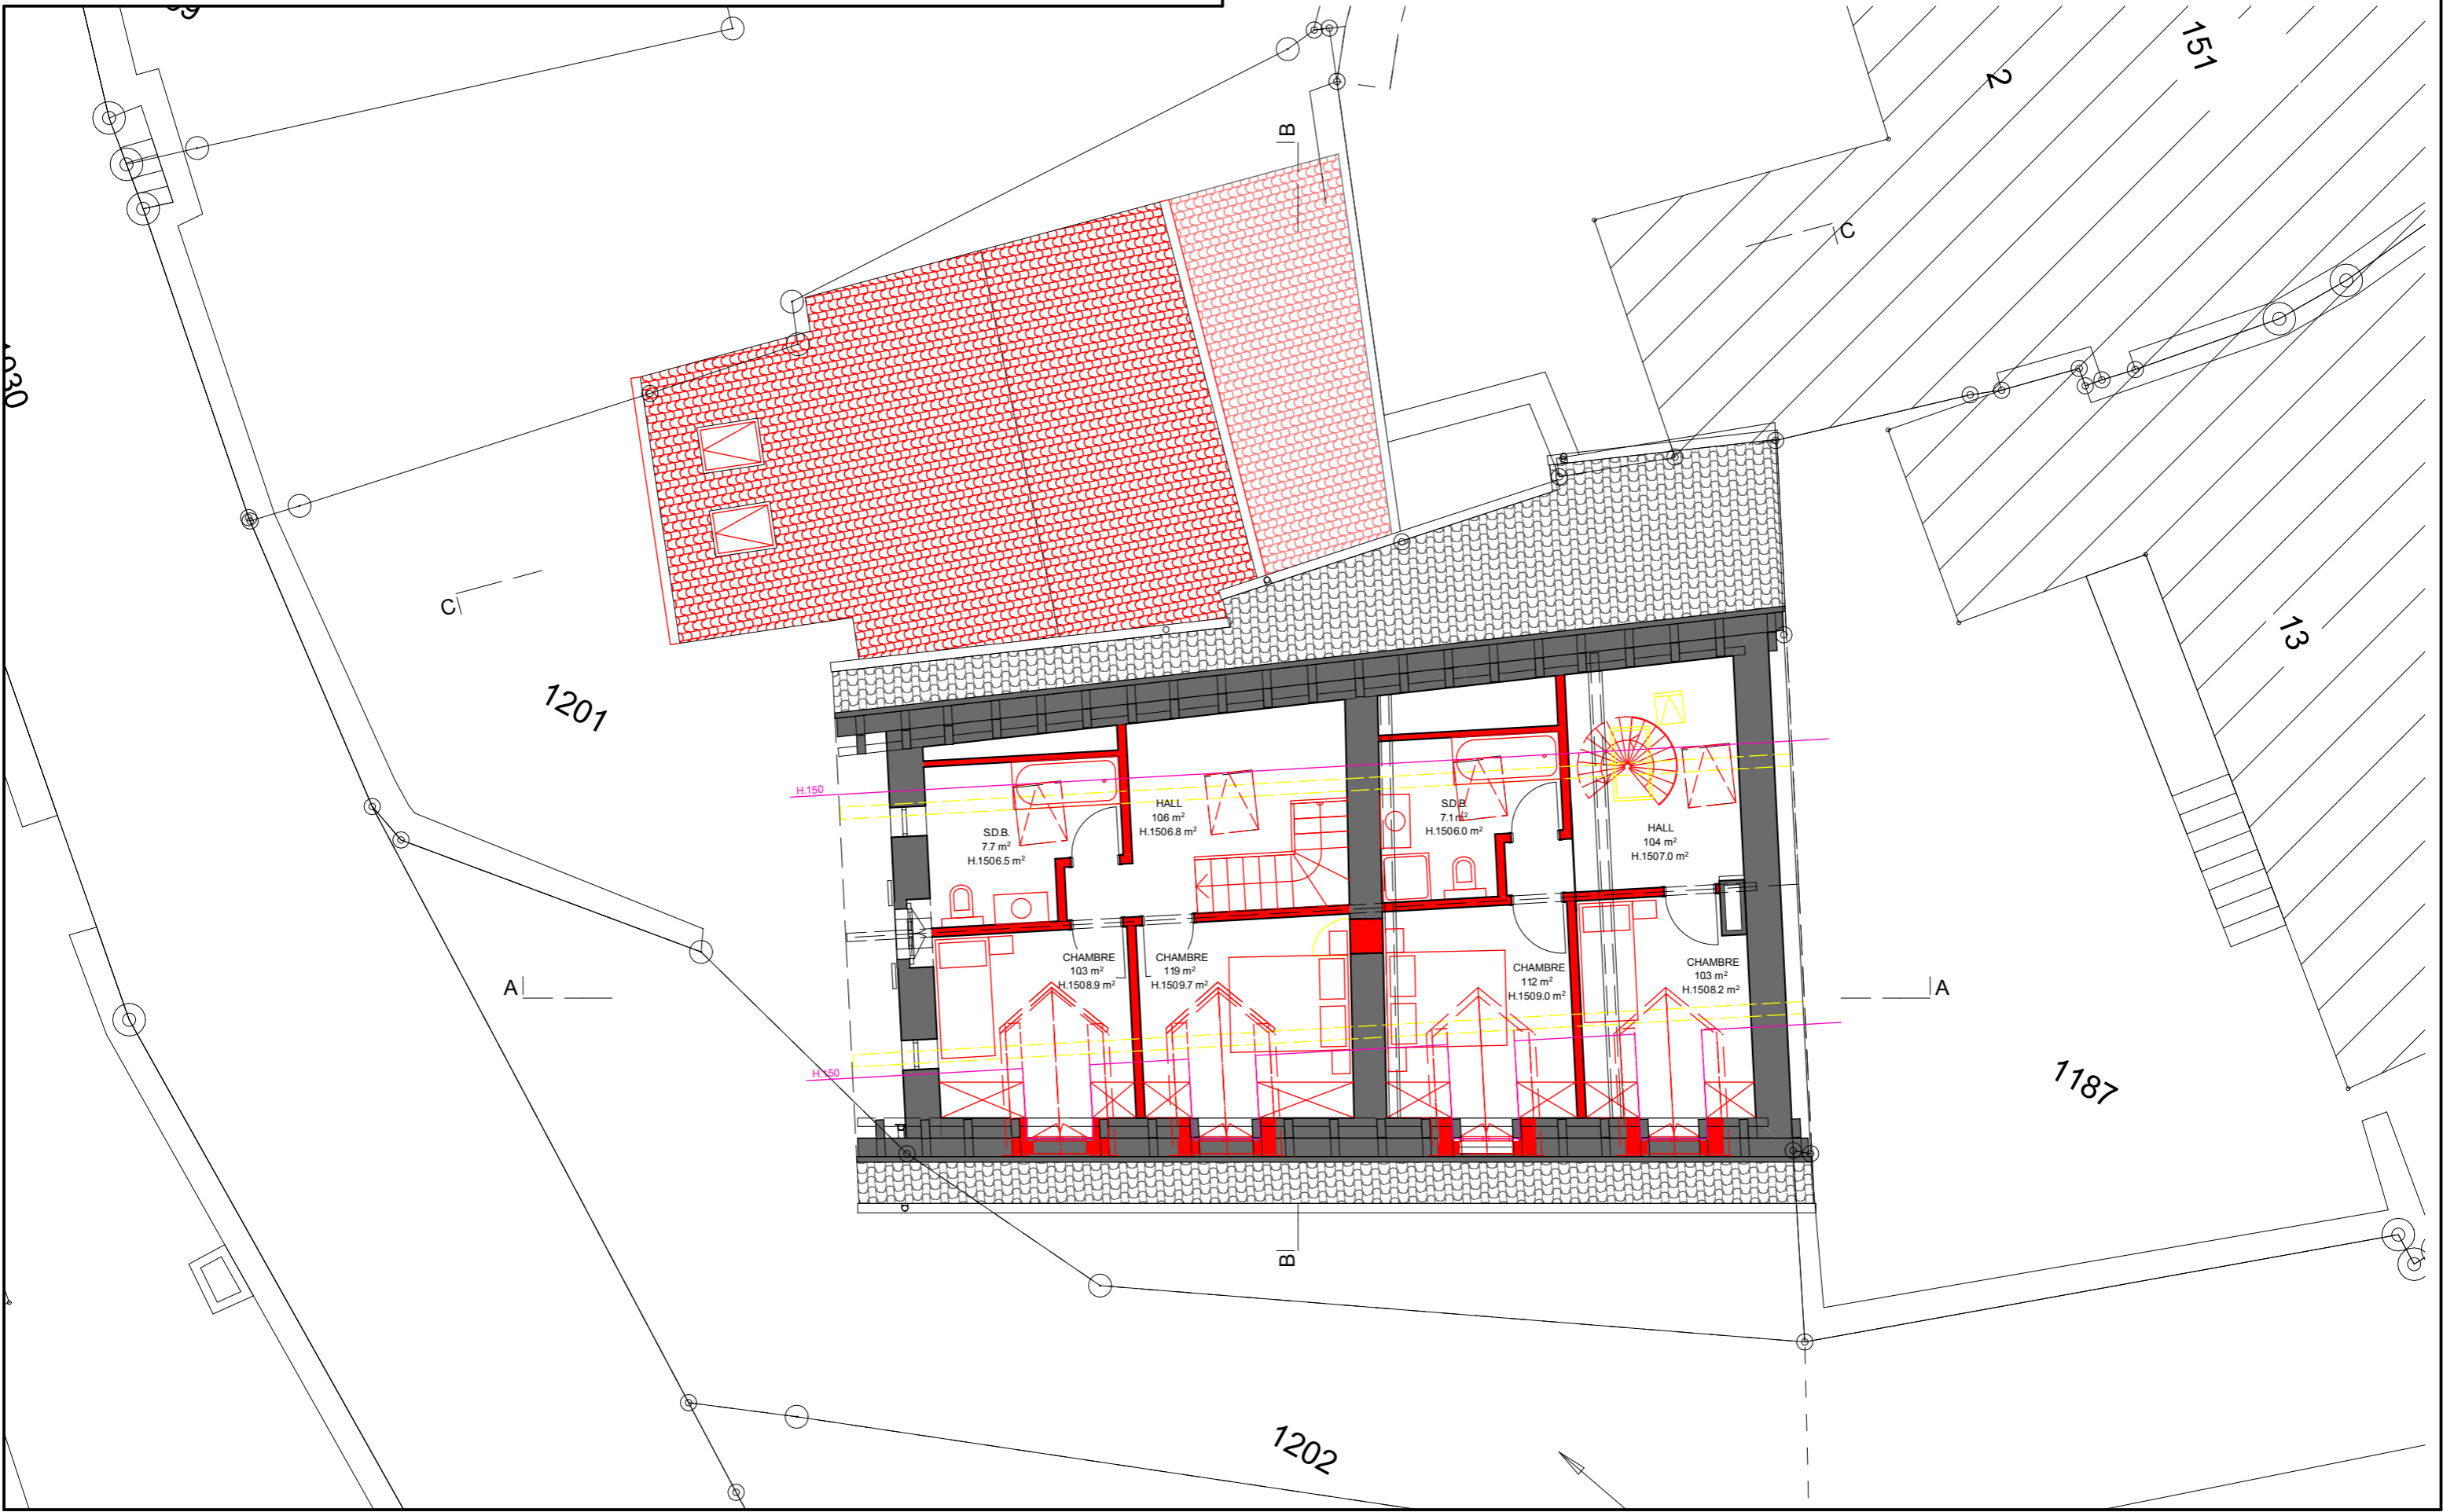 151
2
B
C
C
13
1201
H.150
HALL
106 m²
H.1506.8 m²
S.D.B.
7.1 m²
H.1506.0 m²
S.D.B.
7.7 m²
H.1506.5 m²
HALL
104 m²
H.1507.0 m²
CHAMBRE
103 m²
H.1508.9 m²
CHAMBRE
119 m²
H.1509.7 m²
CHAMBRE
112 m²
H.1509.0 m²
CHAMBRE
103 m²
H.1508.2 m²
A
A
H.150
1187
B
1202